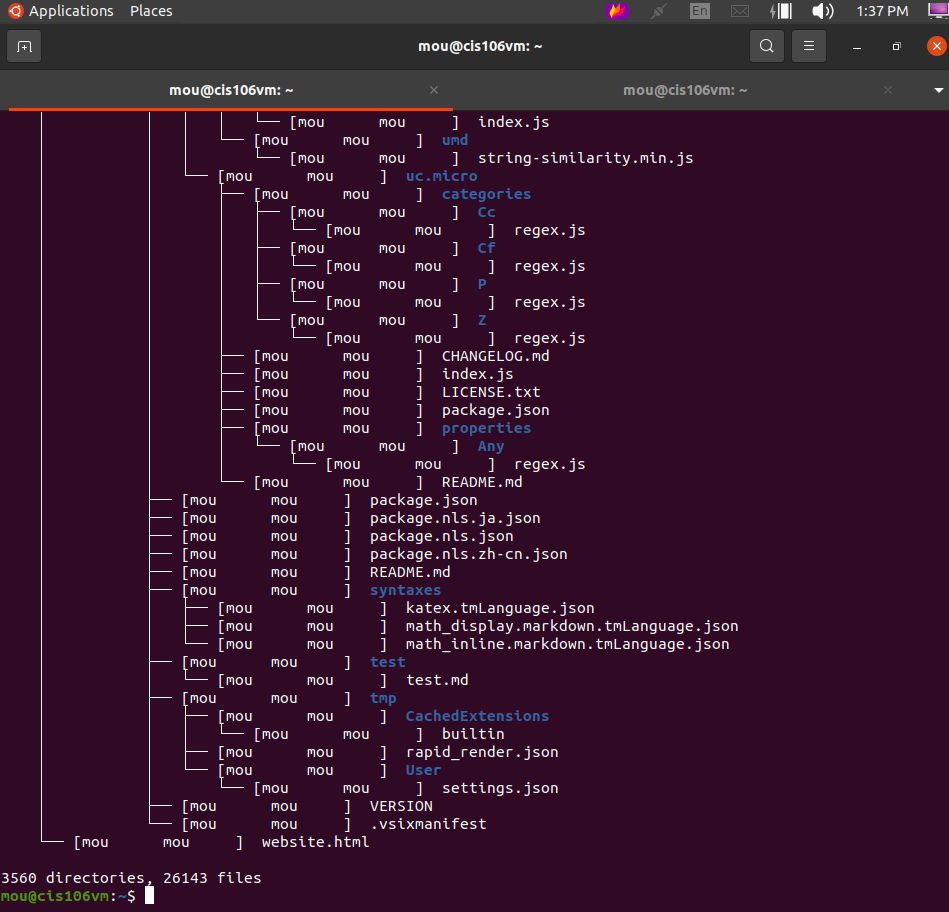 Applications Places En 1:37 PM
mou@cis106vm: ~
mou@cis106vm: ~ mou@cis106vm: ~
[mou mou ] index.js
[mou mou ] umd
[mou mou ] string-similarity.min.js
[mou mou ] uc.micro
[mou mou ] categories
[mou mou ] Cc
[mou mou ] regex.js
[mou mou ] Cf
[mou mou ] regex.js
[mou mou ] P
[mou mou ] regex.js
[mou mou ] Z
[mou mou ] regex.js
[mou mou ] CHANGELOG.md
[mou mou ] index.js
[mou mou ] LICENSE.txt
[mou mou ] package.json
[mou mou ] properties
[mou mou ] Any
[mou mou ] regex.js
[mou mou ] README.md
[mou mou ] package.json
[mou mou ] package.nls.ja.json
[mou mou ] package.nls.json
[mou mou ] package.nls.zh-cn.json
[mou mou ] README.md
[mou mou ] syntaxes
[mou mou ] katex.tmLanguage.json
[mou mou ] math_display.markdown.tmLanguage.json
[mou mou ] math_inline.markdown.tmLanguage.json
[mou mou ] test
[mou mou ] test.md
[mou mou ] tmp
[mou mou ] CachedExtensions
[mou mou ] builtin
[mou mou ] rapid_render.json
[mou mou ] User
[mou mou ] settings.json
[mou mou ] VERSION
[mou mou ] .vsixmanifest
[mou mou ] website.html
3560 directories, 26143 files
mou@cis106vm:~$